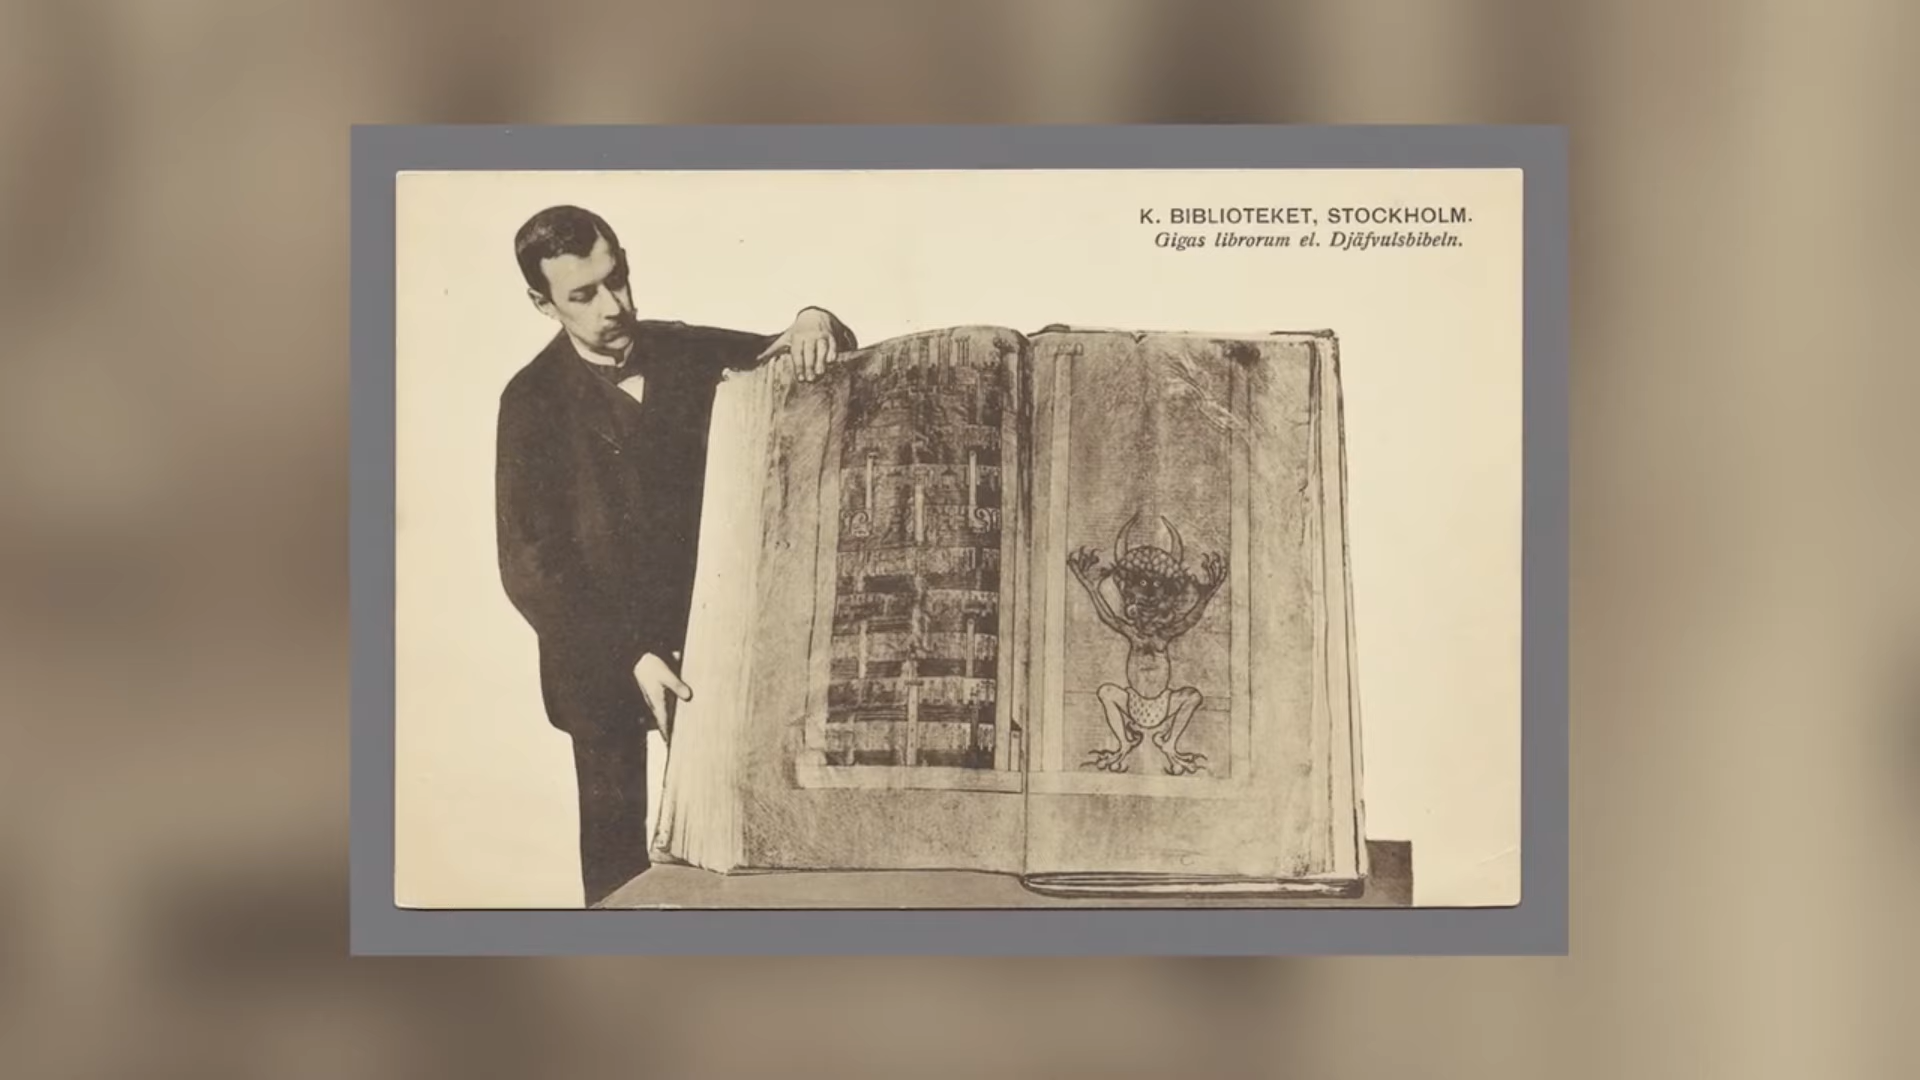 K. BIBLIOTEKET, STOCKHOLM.
Gigas librorum el. Djäfvulsbibeln.